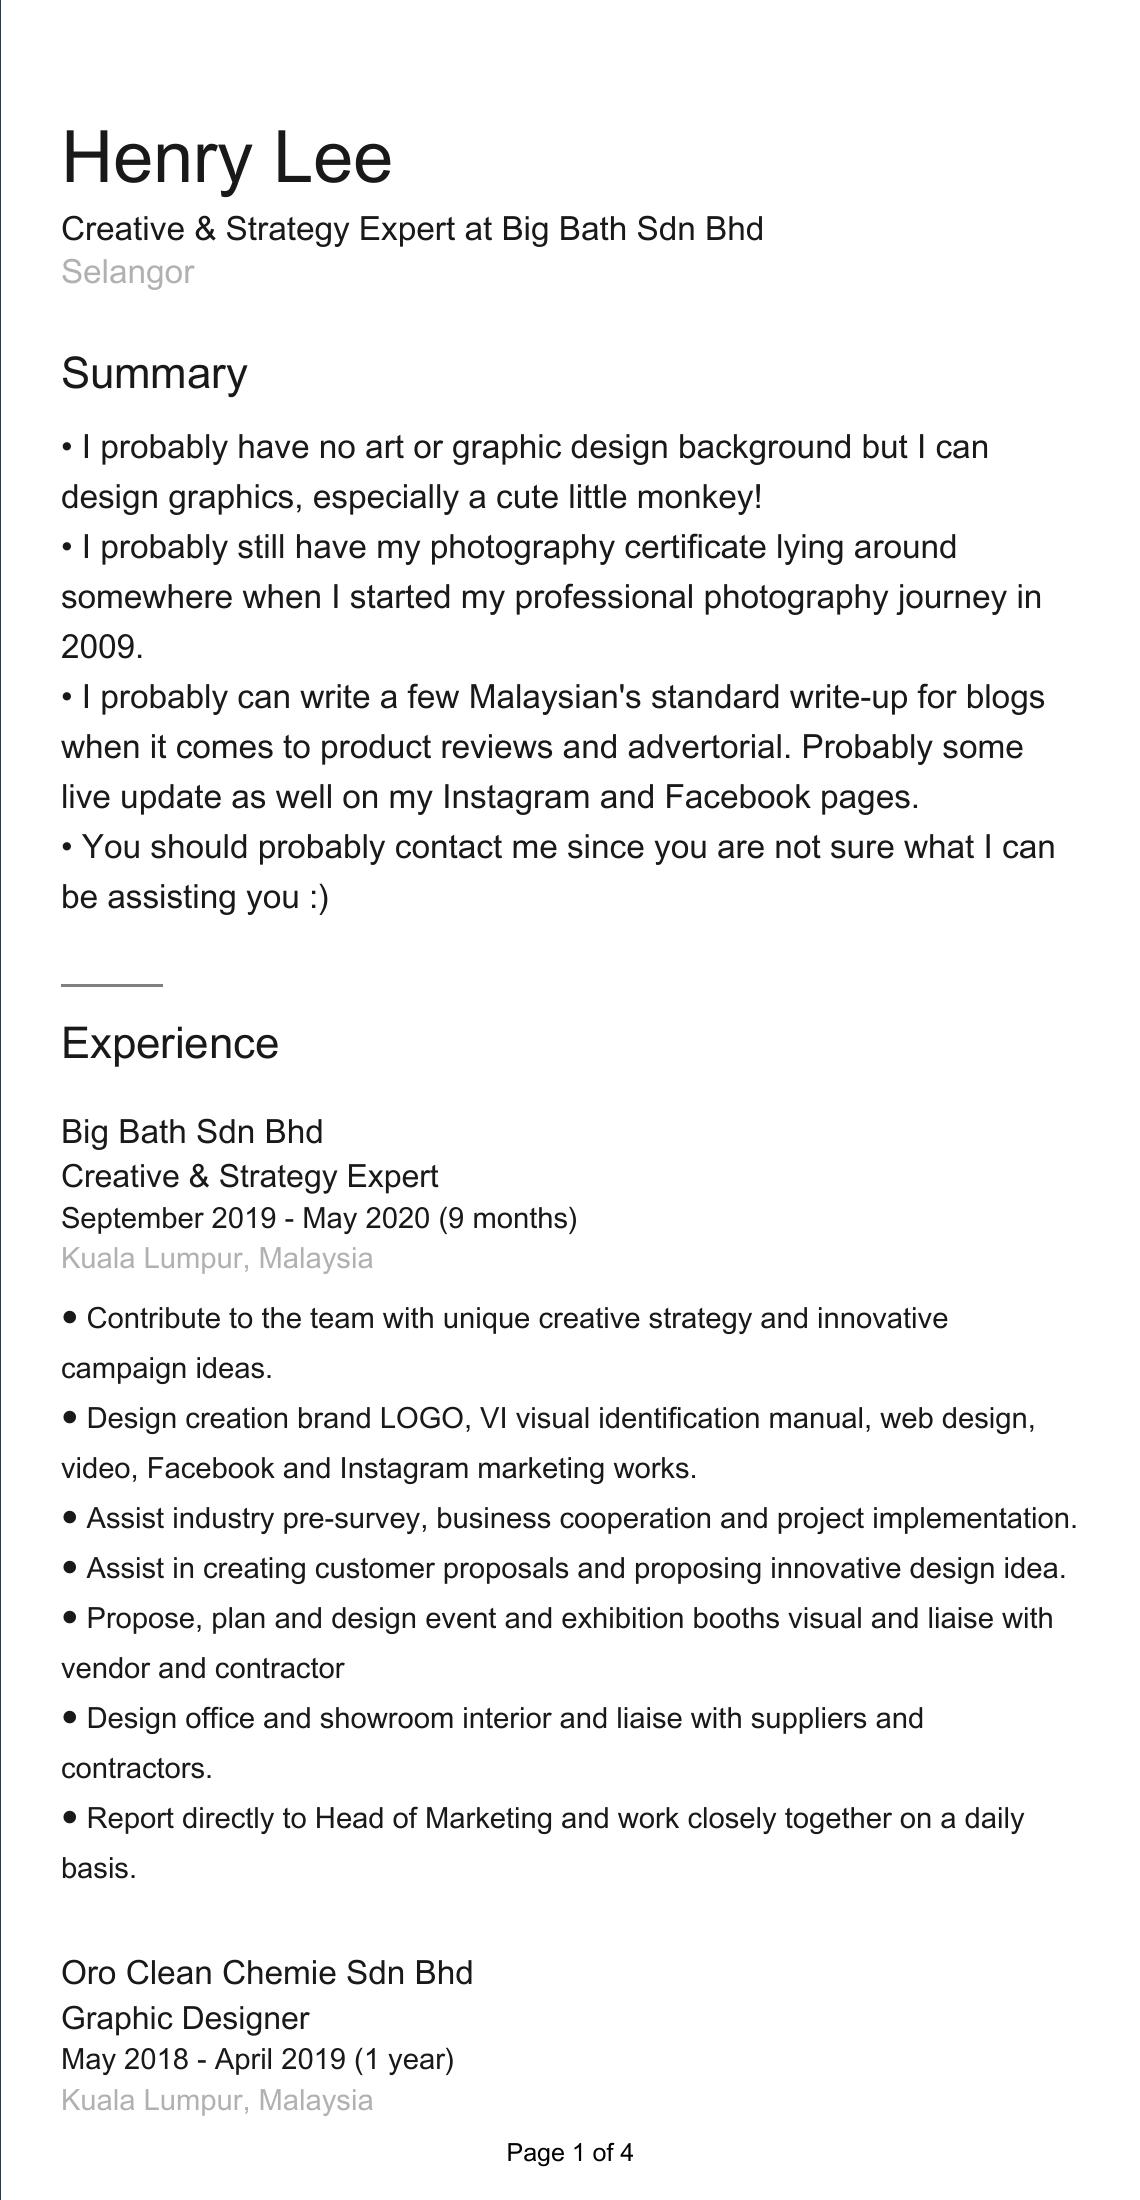 Henry Lee
Creative & Strategy Expert at Big Bath Sdn Bhd
Selangor
Summary
• I probably have no art or graphic design background but I can
design graphics, especially a cute little monkey!
• I probably still have my photography certificate lying around
somewhere when I started my professional photography journey in
2009.
• I probably can write a few Malaysian's standard write-up for blogs
when it comes to product reviews and advertorial. Probably some
live update as well on my Instagram and Facebook pages.
• You should probably contact me since you are not sure what I can
be assisting you :)
Experience
Big Bath Sdn Bhd
Creative & Strategy Expert
September 2019 - May 2020 (9 months)
Kuala Lumpur, Malaysia
● Contribute to the team with unique creative strategy and innovative
campaign ideas.
● Design creation brand LOGO, VI visual identification manual, web design,
video, Facebook and Instagram marketing works.
● Assist industry pre-survey, business cooperation and project implementation.
● Assist in creating customer proposals and proposing innovative design idea.
● Propose, plan and design event and exhibition booths visual and liaise with
vendor and contractor
● Design office and showroom interior and liaise with suppliers and
contractors.
● Report directly to Head of Marketing and work closely together on a daily
basis.
Oro Clean Chemie Sdn Bhd
Graphic Designer
May 2018 - April 2019 (1 year)
Kuala Lumpur, Malaysia
Page 1 of 4